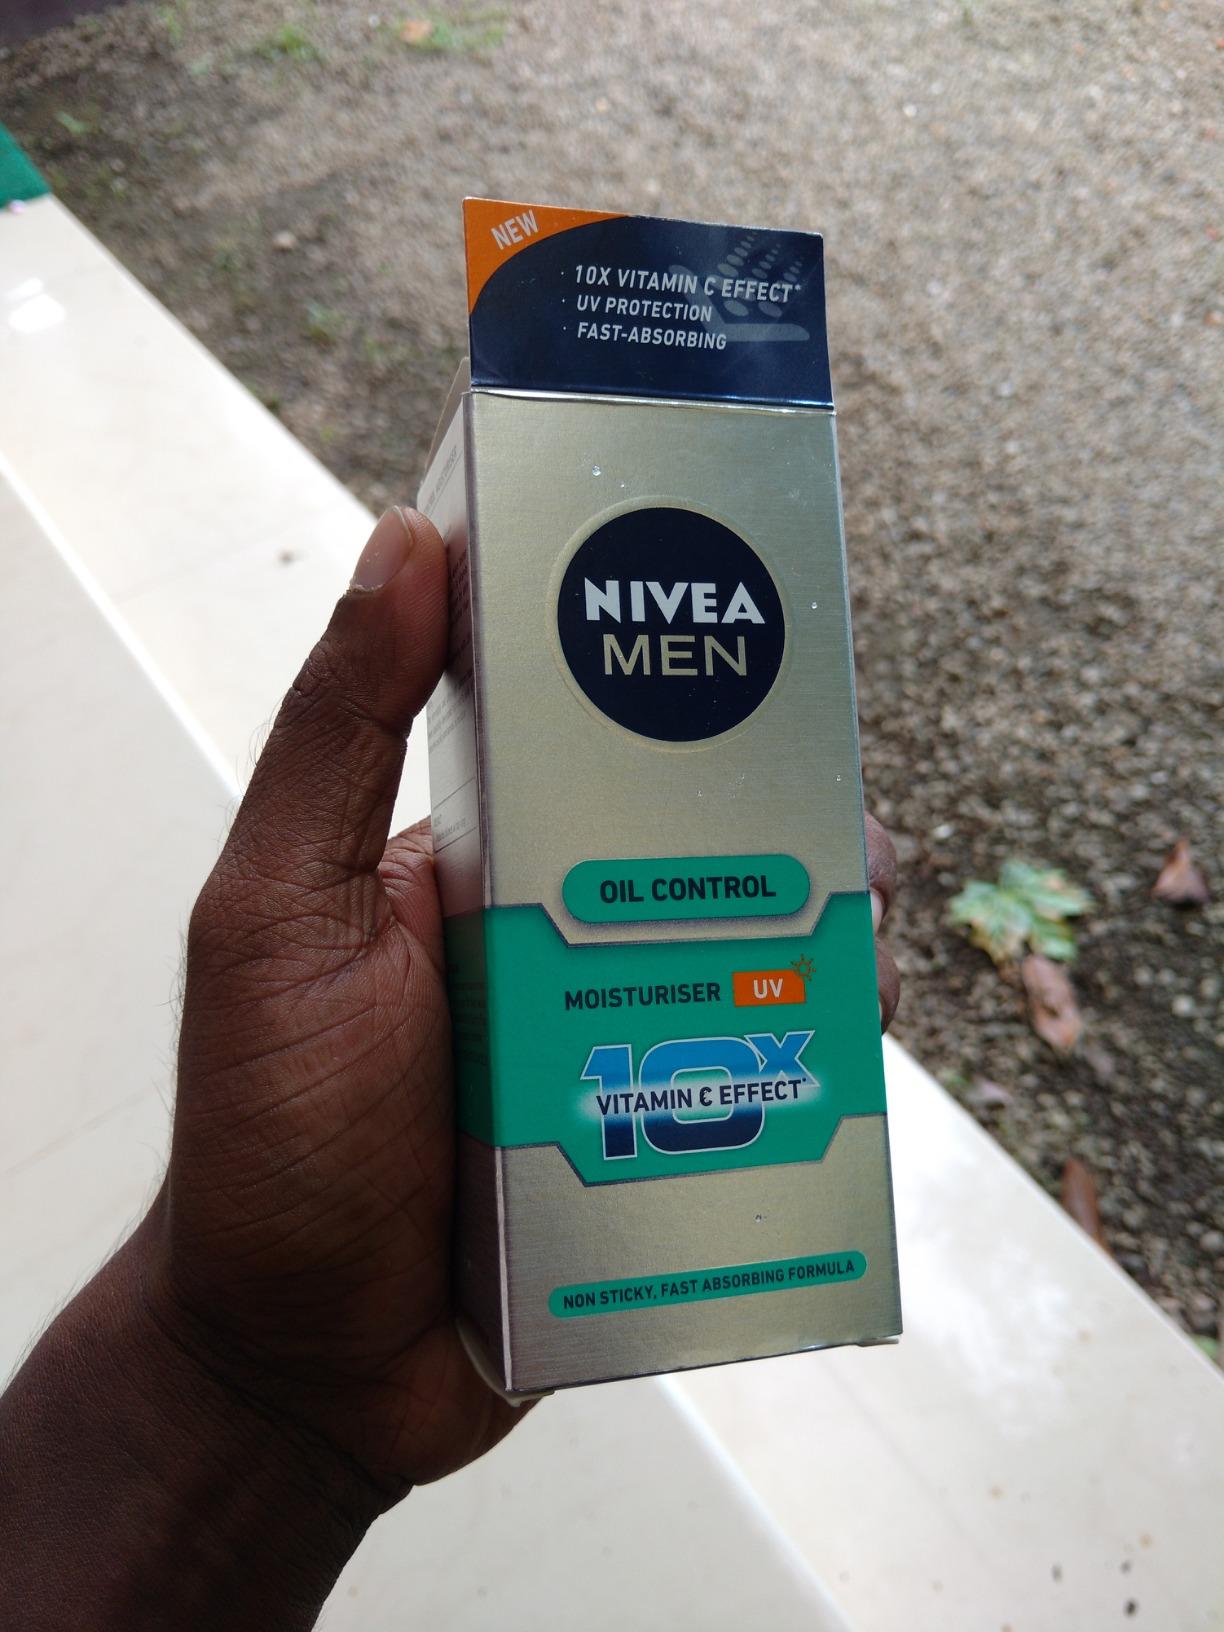 NEW
· 10X VITAMIN C EFFECT*
· UV PROTECTION
· FAST-ABSORBING
NIVEA
MEN
OIL CONTROL
MOISTURISER UV
10X
VITAMIN C EFFECT*
NON STICKY, FAST ABSORBING FORMULA